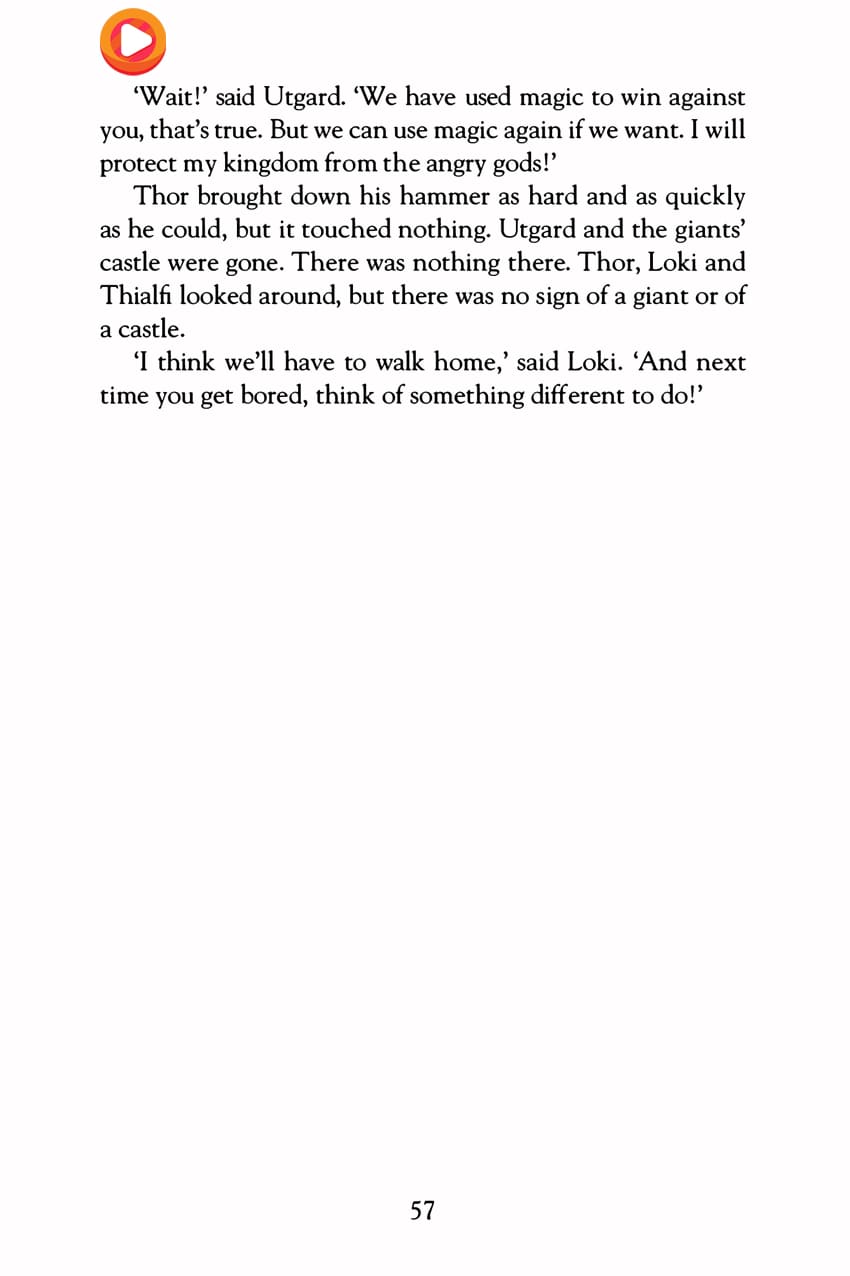 ‘Wait!’ said Utgard. ‘We have used magic to win against
you, that’s true. But we can use magic again if we want. I will
protect my kingdom from the angry gods!’
Thor brought down his hammer as hard and as quickly
as he could, but it touched nothing. Utgard and the giants’
castle were gone. There was nothing there. Thor, Loki and
Thialfi looked around, but there was no sign of a giant or of
a castle.
‘I think we’ll have to walk home,’ said Loki. ‘And next
time you get bored, think of something different to do!’
57